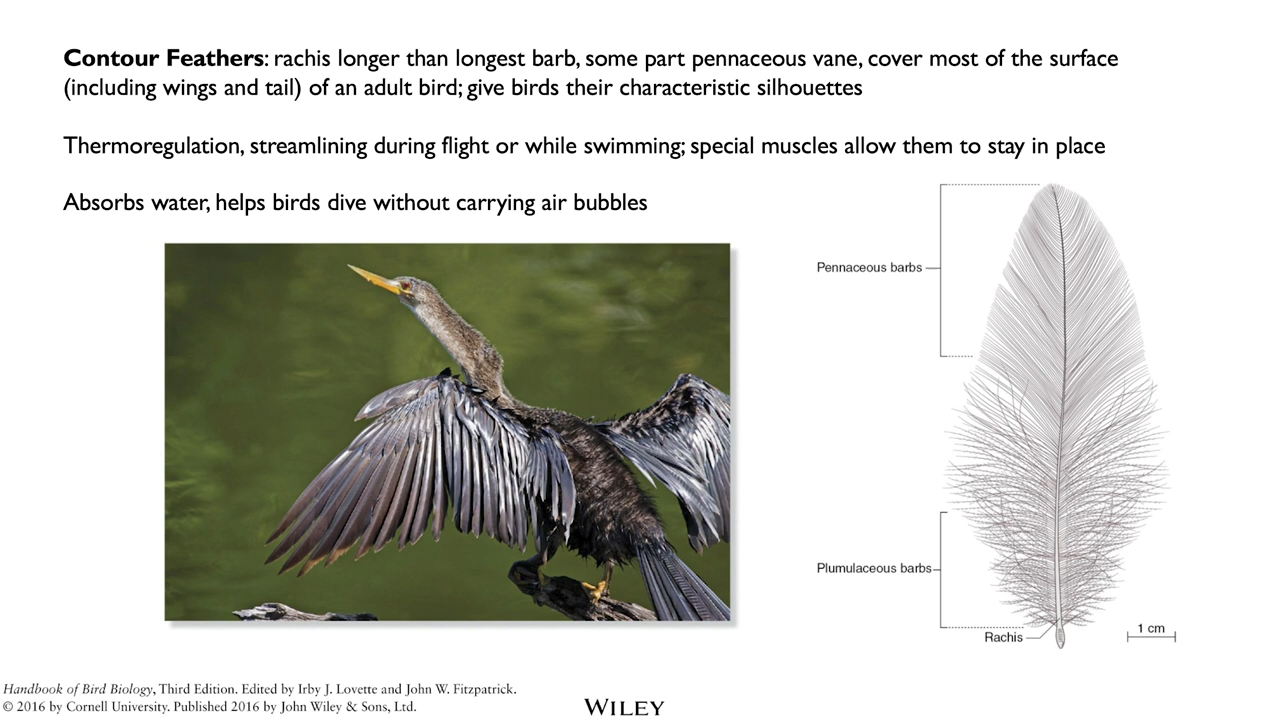 Contour Feathers: rachis longer than longest barb, some part pennaceous vane, cover most of the surface
(including wings and tail) of an adult bird; give birds their characteristic silhouettes
Thermoregulation, streamlining during flight or while swimming; special muscles allow them to stay in place
Absorbs water, helps birds dive without carrying air bubbles
Pennaceous barbs
Plumulaceous barbs
Rachis
1 cm
Handbook of Bird Biology, Third Edition. Edited by Irby J. Lovette and John W. Fitzpatrick.
© 2016 by Cornell University. Published 2016 by John Wiley & Sons, Ltd.
WILEY